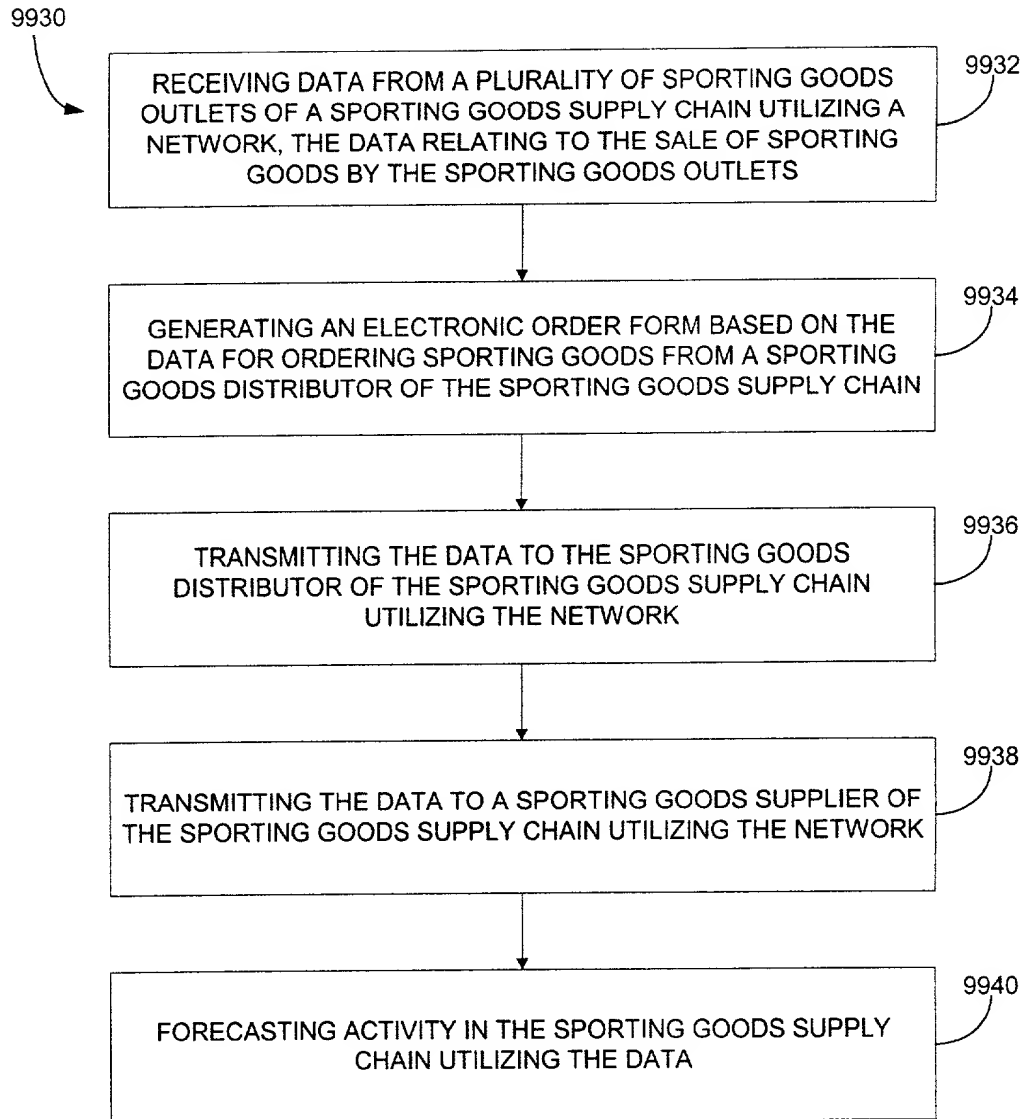 9930
9932
RECEIVING DATA FROM A PLURALITY OF SPORTING GOODS
OUTLETS OF A SPORTING GOODS SUPPLY CHAIN UTILIZING A
NETWORK, THE DATA RELATING TO THE SALE OF SPORTING
GOODS BY THE SPORTING GOODS OUTLETS
9934
GENERATING AN ELECTRONIC ORDER FORM BASED ON THE
DATA FOR ORDERING SPORTING GOODS FROM A SPORTING
GOODS DISTRIBUTOR OF THE SPORTING GOODS SUPPLY CHAIN
9936
TRANSMITTING THE DATA TO THE SPORTING GOODS
DISTRIBUTOR OF THE SPORTING GOODS SUPPLY CHAIN
UTILIZING THE NETWORK
9938
TRANSMITTING THE DATA TO A SPORTING GOODS SUPPLIER OF
THE SPORTING GOODS SUPPLY CHAIN UTILIZING THE NETWORK
9940
FORECASTING ACTIVITY IN THE SPORTING GOODS SUPPLY
CHAIN UTILIZING THE DATA